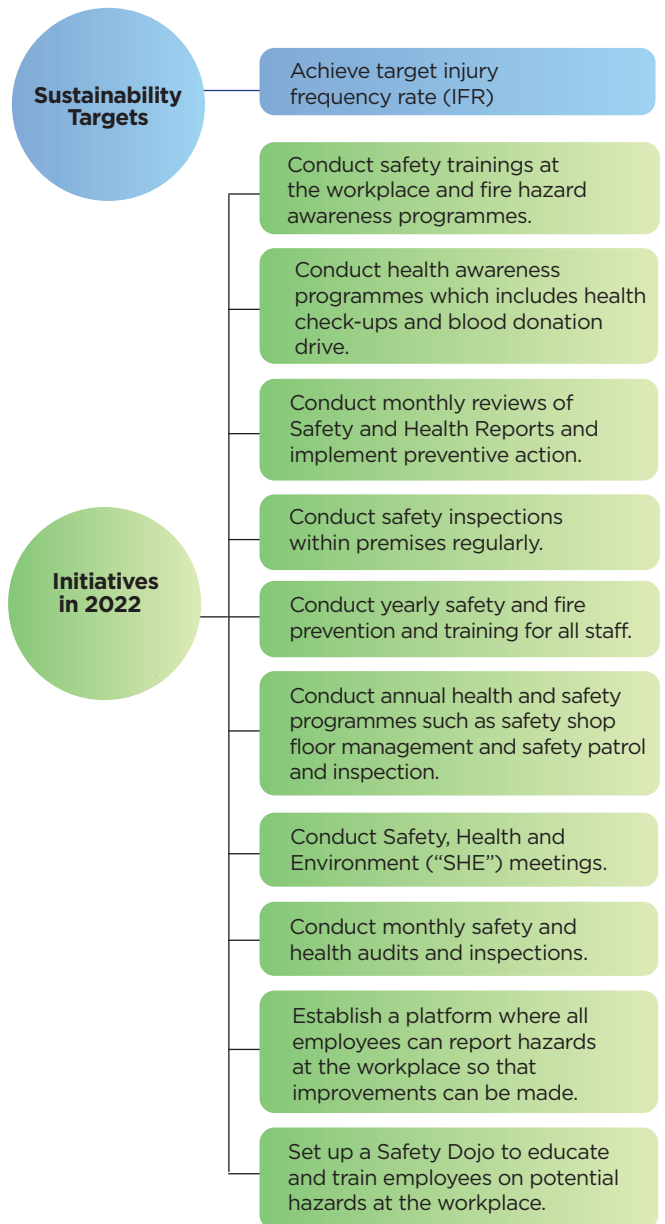 Sustainability
Targets
Achieve target injury
frequency rate (IFR)
Initiatives
in 2022
Conduct safety trainings at
the workplace and fire hazard
awareness programmes.
Conduct health awareness
programmes which includes health
check-ups and blood donation
drive.
Conduct monthly reviews of
Safety and Health Reports and
implement preventive action.
Conduct safety inspections
within premises regularly.
Conduct yearly safety and fire
prevention and training for all staff.
Conduct annual health and safety
programmes such as safety shop
floor management and safety patrol
and inspection.
Conduct Safety, Health and
Environment (“SHE”) meetings.
Conduct monthly safety and
health audits and inspections.
Establish a platform where all
employees can report hazards
at the workplace so that
improvements can be made.
Set up a Safety Dojo to educate
and train employees on potential
hazards at the workplace.